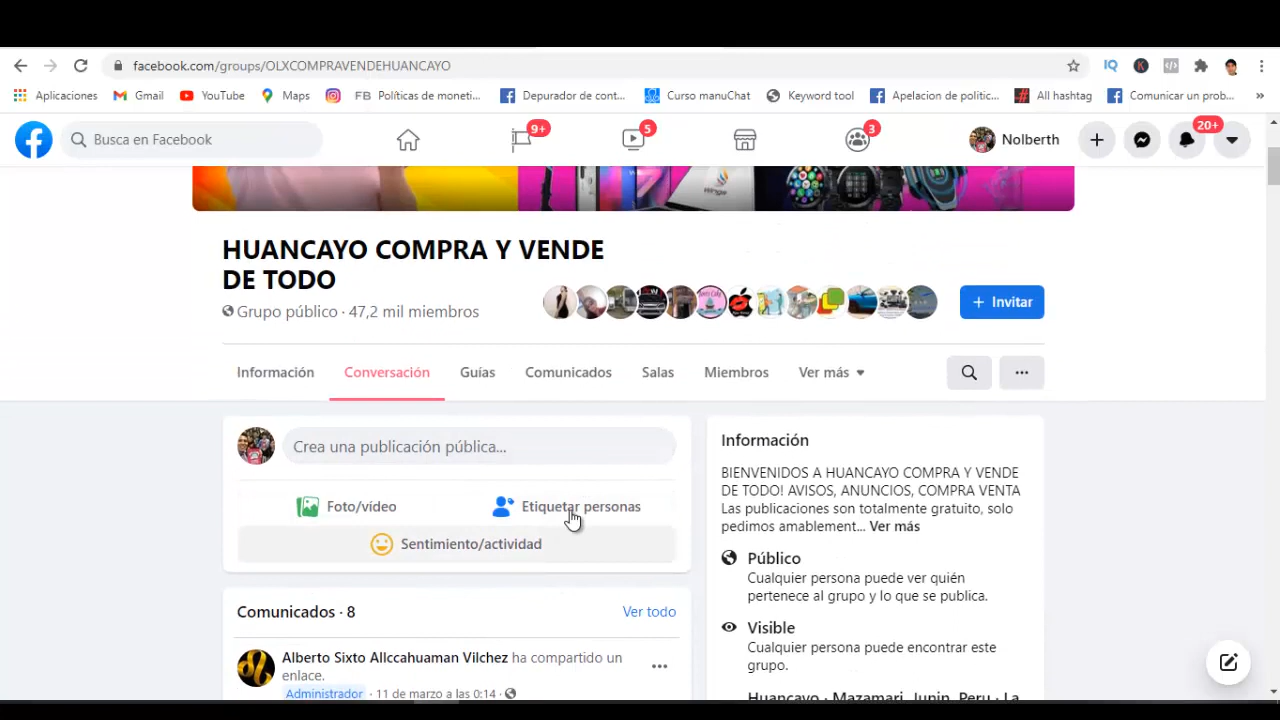 facebook.com/groups/OLXCOMPRAVENDEHUANCAYO
IQ
K
Aplicaciones
Gmail
YouTube
Maps
FB Políticas de moneti...
Depurador de cont...
Curso manuChat
Keyword tool
Apelacion de politic...
# All hashtag
Comunicar un prob...
»
Busca en Facebook
9+
5
3
Nolberth
20+
HUANCAYO COMPRA Y VENDE
DE TODO
Grupo público · 47,2 mil miembros
+ Invitar
Información
Conversación
Guías
Comunicados
Salas
Miembros
Ver más
Crea una publicación pública...
Foto/video
Etiquetar personas
Sentimiento/actividad
Comunicados · 8
Ver todo
Alberto Sixto Allccahuaman Vilchez ha compartido un
enlace.
Administrador · 11 de marzo a las 0:14 ·
Información
BIENVENIDOS A HUANCAYO COMPRA Y VENDE
DE TODO! AVISOS, ANUNCIOS, COMPRA VENTA
Las publicaciones son totalmente gratuito, solo
pedimos amablement... Ver más
Público
Cualquier persona puede ver quién
pertenece al grupo y lo que se publica.
Visible
Cualquier persona puede encontrar este
grupo.
Huancayo · Mazamari, Junin, Peru · La